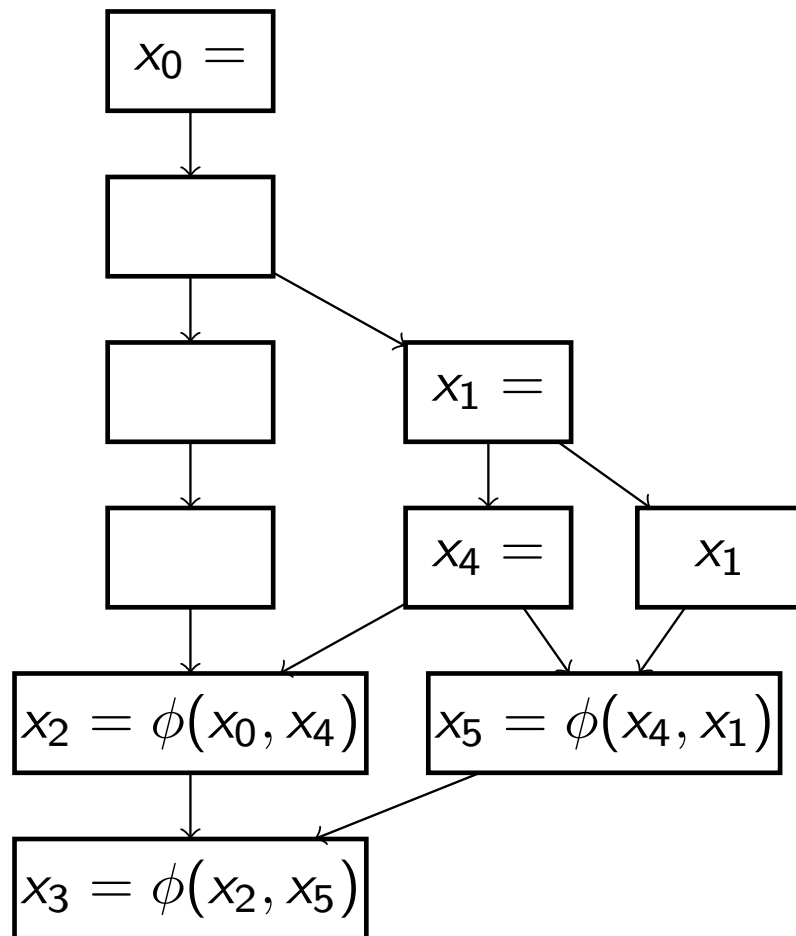 x₀ =
x₁ =
x₄ =
x₁
x₂ = ϕ(x₀, x₄)
x₅ = ϕ(x₄, x₁)
x₃ = ϕ(x₂, x₅)